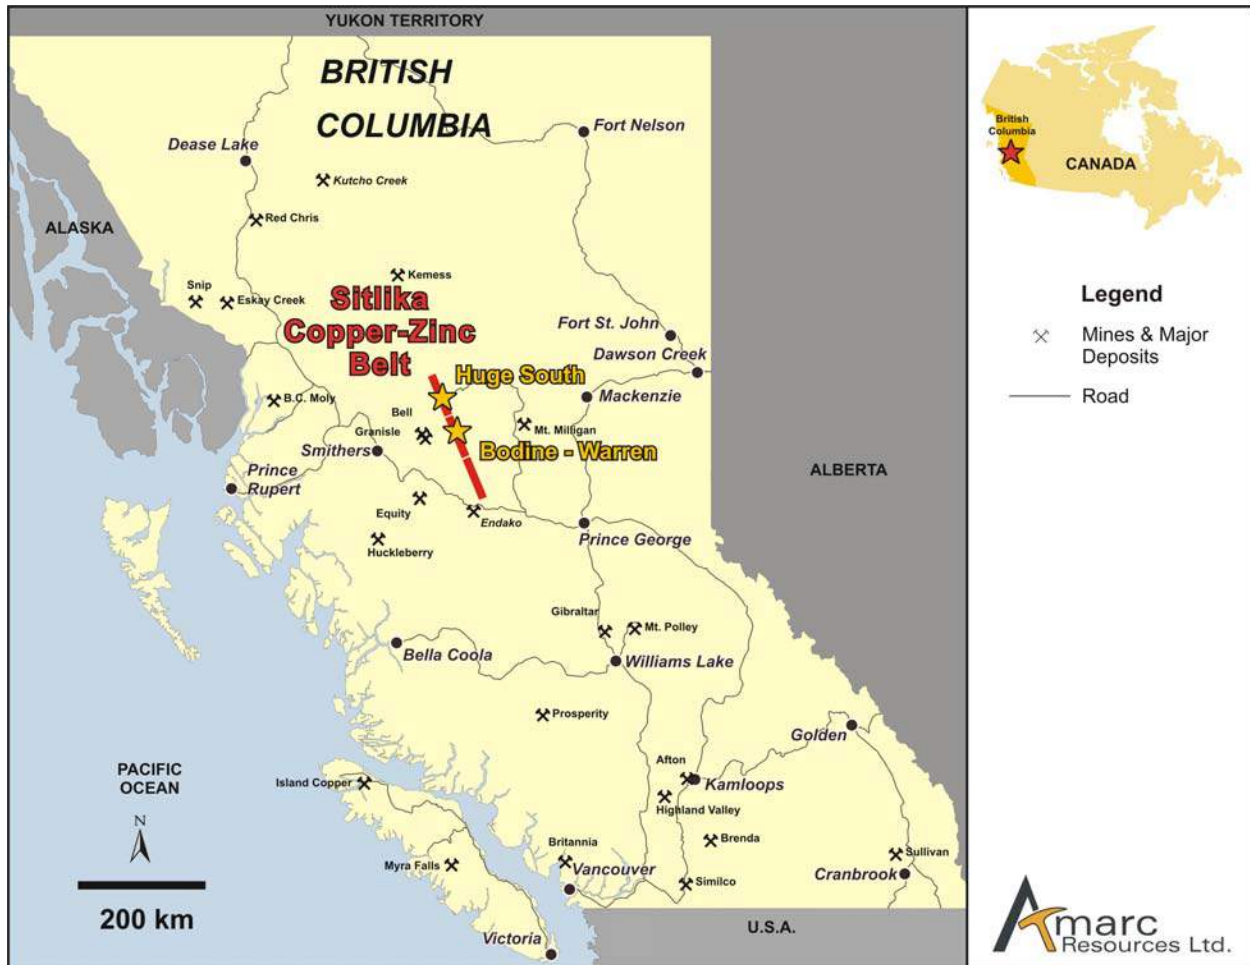 YUKON TERRITORY
BRITISH
COLUMBIA
Fort Nelson
Dease Lake
Kutcho Creek
Red Chris
ALASKA
Kemess
Snip
Eskay Creek
Sitlika
Copper-Zinc
Belt
Fort St. John
Dawson Creek
Huge South
Mackenzie
B.C. Moly
Bell
Granisle
Mt. Milligan
Smithers
Bodine - Warren
ALBERTA
Prince
Rupert
Equity
Endako
Prince George
Huckleberry
Gibraltar
Mt. Polley
Bella Coola
Williams Lake
Prosperity
Golden
PACIFIC
OCEAN
Island Copper
Afton
Kamloops
Highland Valley
N
Brenda
Britannia
Sullivan
Myra Falls
Vancouver
Cranbrook
Similco
200 km
U.S.A.
Victoria
British
Columbia
CANADA
Legend
Mines & Major
Deposits
Road
Amarc
Resources Ltd.